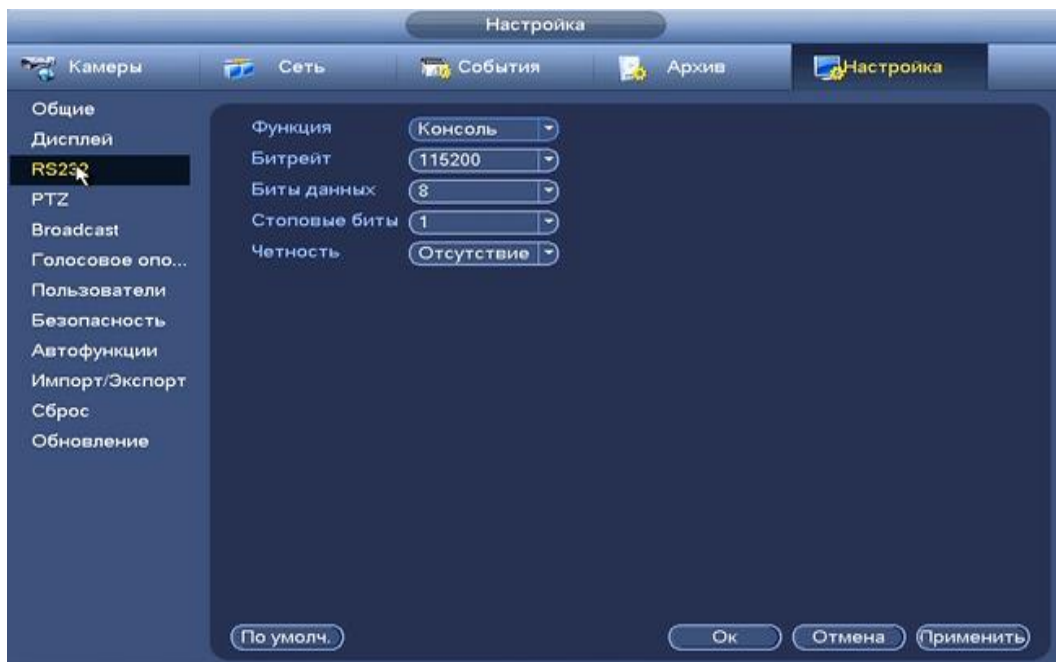 Настройка
Камеры Сеть События Архив Настройка
Общие
Дисплей
RS232
PTZ
Broadcast
Голосовое опо...
Пользователи
Безопасность
Автофункции
Импорт/Экспорт
Сброс
Обновление
Функция Консоль
Битрейт 115200
Биты данных 8
Стоповые биты 1
Четность Отсутствие
По умолч. Ок Отмена Применить